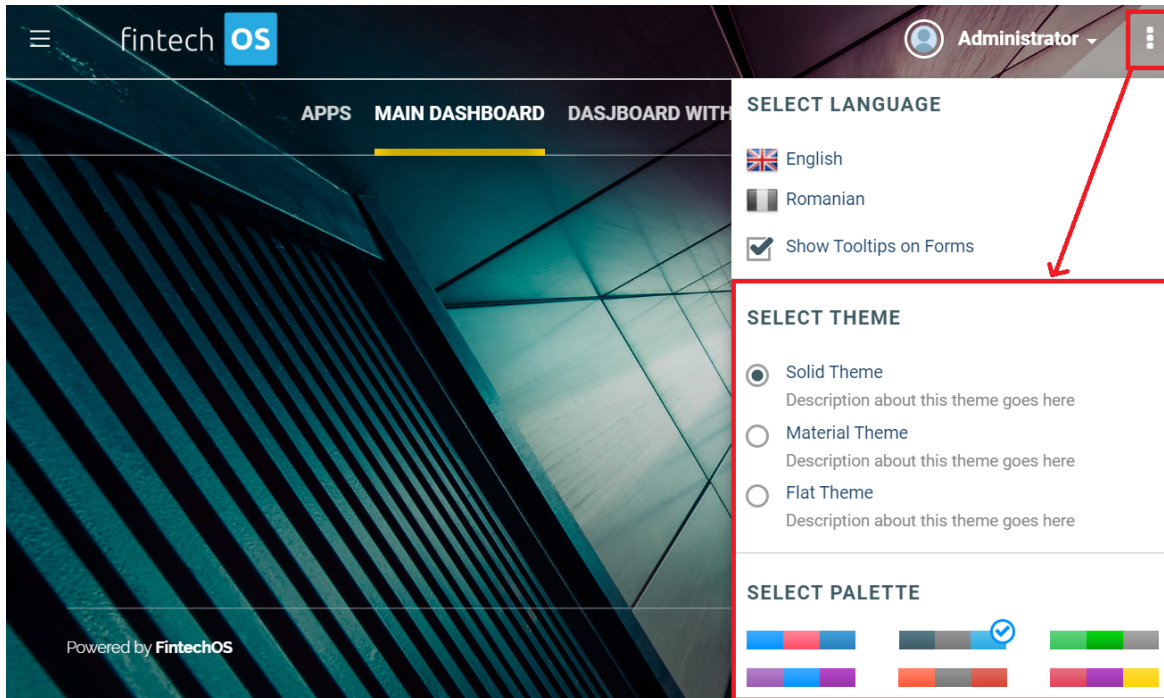 fintech OS
Administrator
APPS MAIN DASHBOARD DASJBOARD WITH
SELECT LANGUAGE
English
Romanian
Show Tooltips on Forms
SELECT THEME
Solid Theme
Description about this theme goes here
Material Theme
Description about this theme goes here
Flat Theme
Description about this theme goes here
SELECT PALETTE
Powered by FintechOS